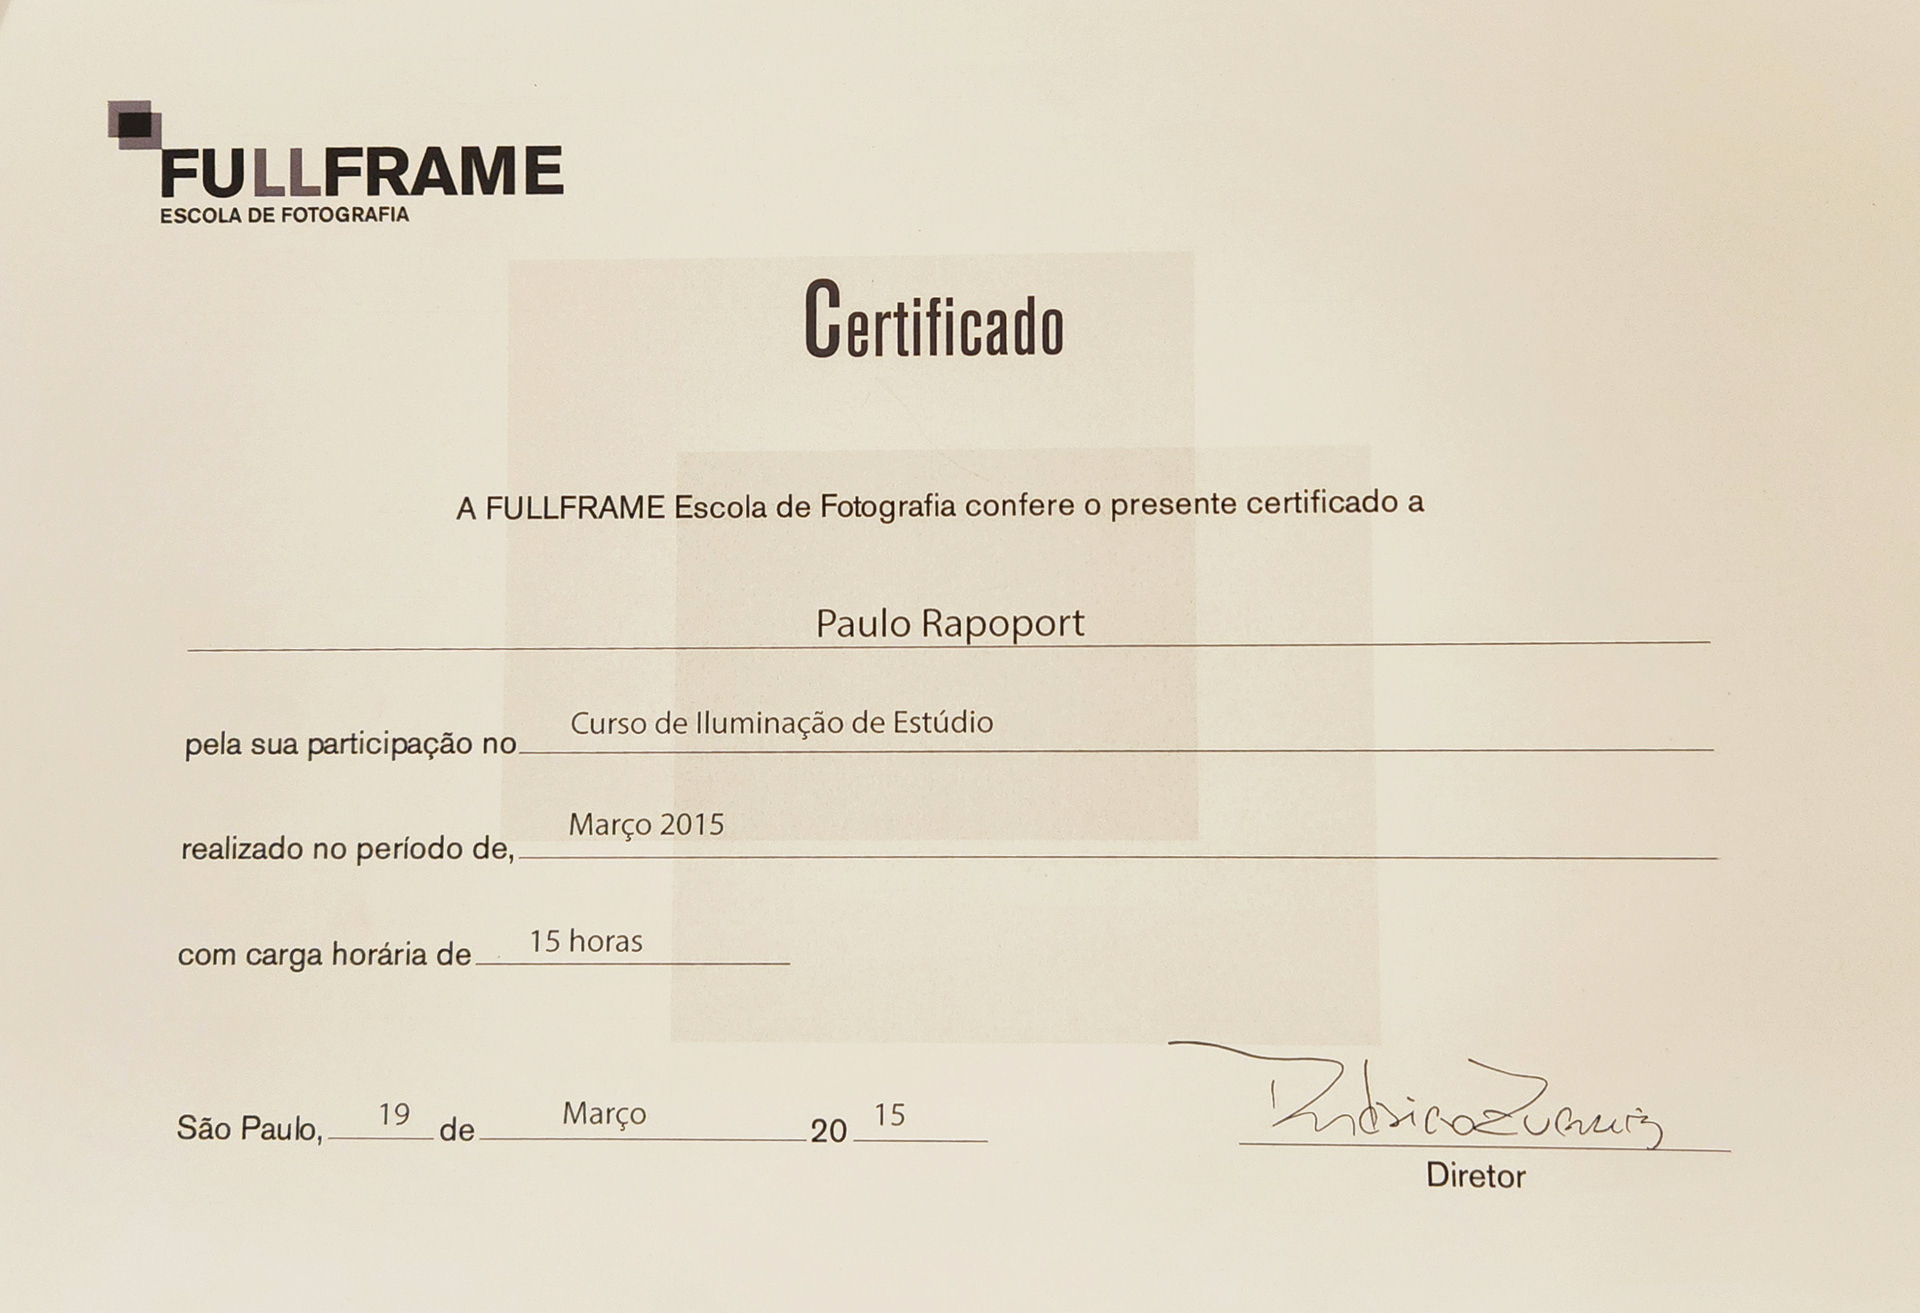 FULLFRAME
ESCOLA DE FOTOGRAFIA
Certificado
A FULLFRAME Escola de Fotografia confere o presente certificado a
Paulo Rapoport
pela sua participação no Curso de Iluminação de Estúdio
realizado no período de, Março 2015
com carga horária de 15 horas
São Paulo, 19 de Março 20 15
Diretor